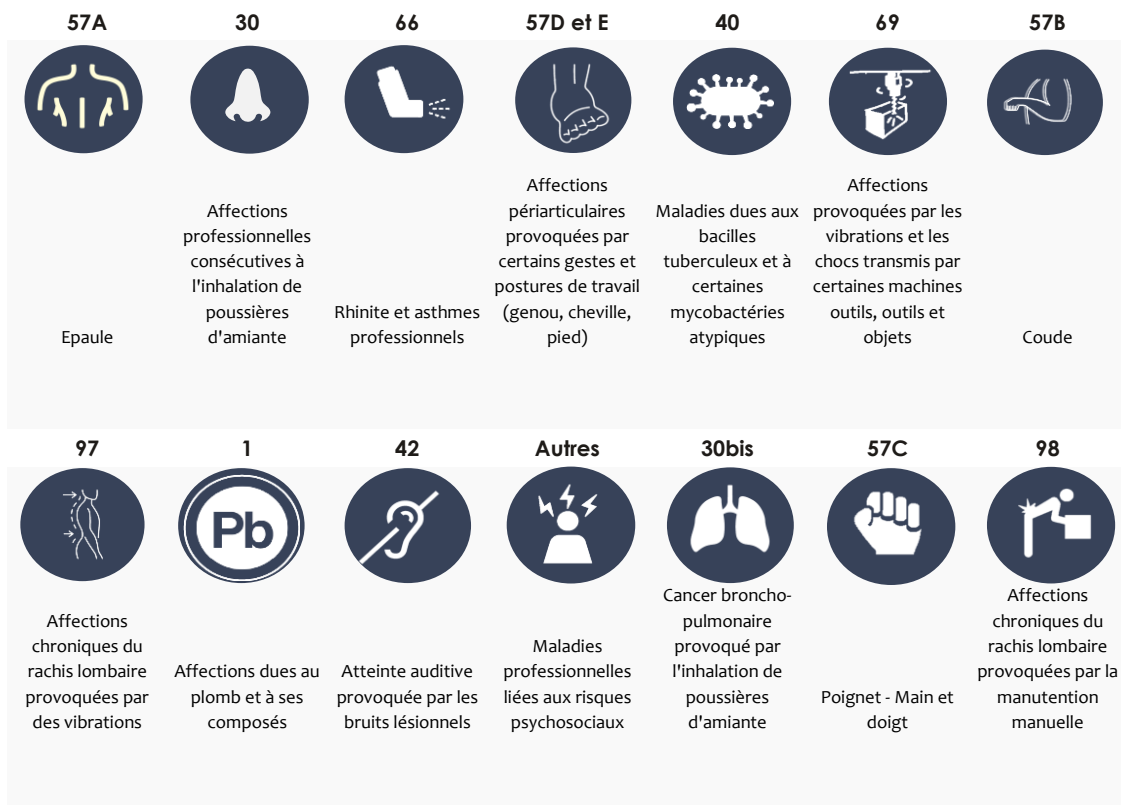 57A
30
66
57D et E
40
69
57B
Epaule
Affections
professionnelles
consécutives à
l'inhalation de
poussières
d'amiante
Rhinite et asthmes
professionnels
Affections
périarticulaires
provoquées par
certains gestes et
postures de travail
(genou, cheville,
pied)
Maladies dues aux
bacilles
tuberculeux et à
certaines
mycobactéries
atypiques
Affections
provoquées par les
vibrations et les
chocs transmis par
certaines machines
outils, outils et
objets
Coude
97
1
42
Autres
30bis
57C
98
Pb
Affections
chroniques du
rachis lombaire
provoquées par
des vibrations
Affections dues au
plomb et à ses
composés
Atteinte auditive
provoquée par les
bruits lésionnels
Maladies
professionnelles
liées aux risques
psychosociaux
Cancer broncho-
pulmonaire
provoqué par
l'inhalation de
poussières
d'amiante
Poignet - Main et
doigt
Affections
chroniques du
rachis lombaire
provoquées par la
manutention
manuelle